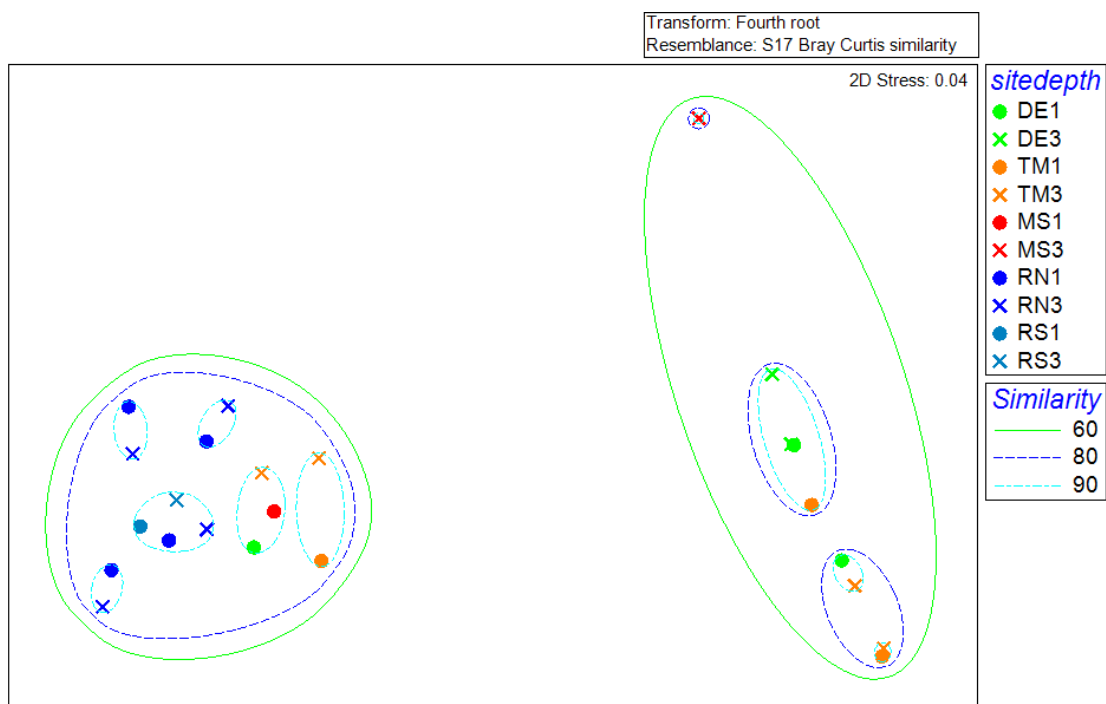 Transform: Fourth root
Resemblance: S17 Bray Curtis similarity
2D Stress: 0.04
sitedepth
DE1
DE3
TM1
TM3
MS1
MS3
RN1
RN3
RS1
RS3
Similarity
60
80
90